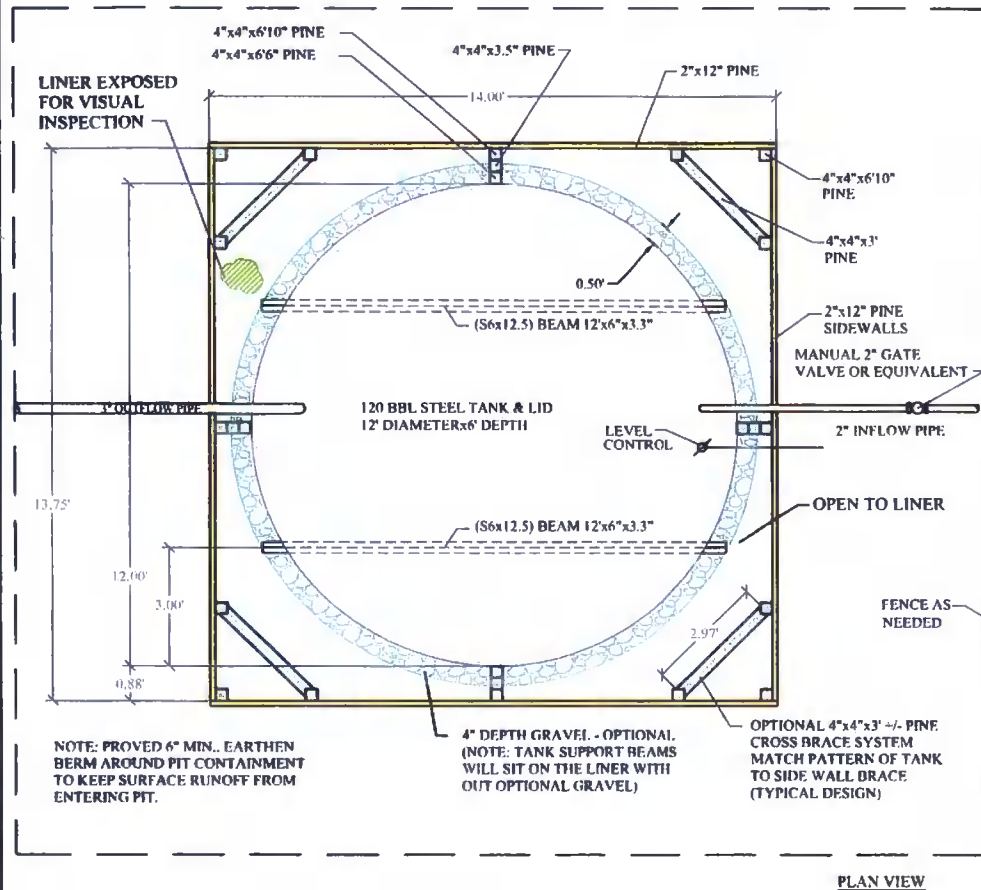 4"x4"x6'10" PINE
4"x4"x6'6" PINE
4"x4"x3.5" PINE
2"x12" PINE
LINER EXPOSED
FOR VISUAL
INSPECTION
14.00'
4"x4"x6'10"
PINE
4"x4"x3'
PINE
0.50'
2"x12" PINE
SIDEWALLS
(S6x12.5) BEAM 12'x6"x3.3"
MANUAL 2" GATE
VALVE OR EQUIVALENT
3" OUTFLOW PIPE
120 BBL STEEL TANK & LID
12' DIAMETERx6' DEPTH
LEVEL
CONTROL
2" INFLOW PIPE
13.75'
OPEN TO LINER
(S6x12.5) BEAM 12'x6"x3.3"
12.00'
3.00'
2.97'
FENCE AS
NEEDED
0.88'
NOTE: PROVED 6" MIN.. EARTHEN
BERM AROUND PIT CONTAINMENT
TO KEEP SURFACE RUNOFF FROM
ENTERING PIT.
4" DEPTH GRAVEL - OPTIONAL
(NOTE: TANK SUPPORT BEAMS
WILL SIT ON THE LINER WITH
OUT OPTIONAL GRAVEL)
OPTIONAL 4"x4"x3' +/- PINE
CROSS BRACE SYSTEM
MATCH PATTERN OF TANK
TO SIDE WALL BRACE
(TYPICAL DESIGN)
PLAN VIEW